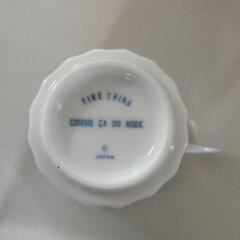 FINE CHINA
COMME ÇA DU MODE
©
JAPAN